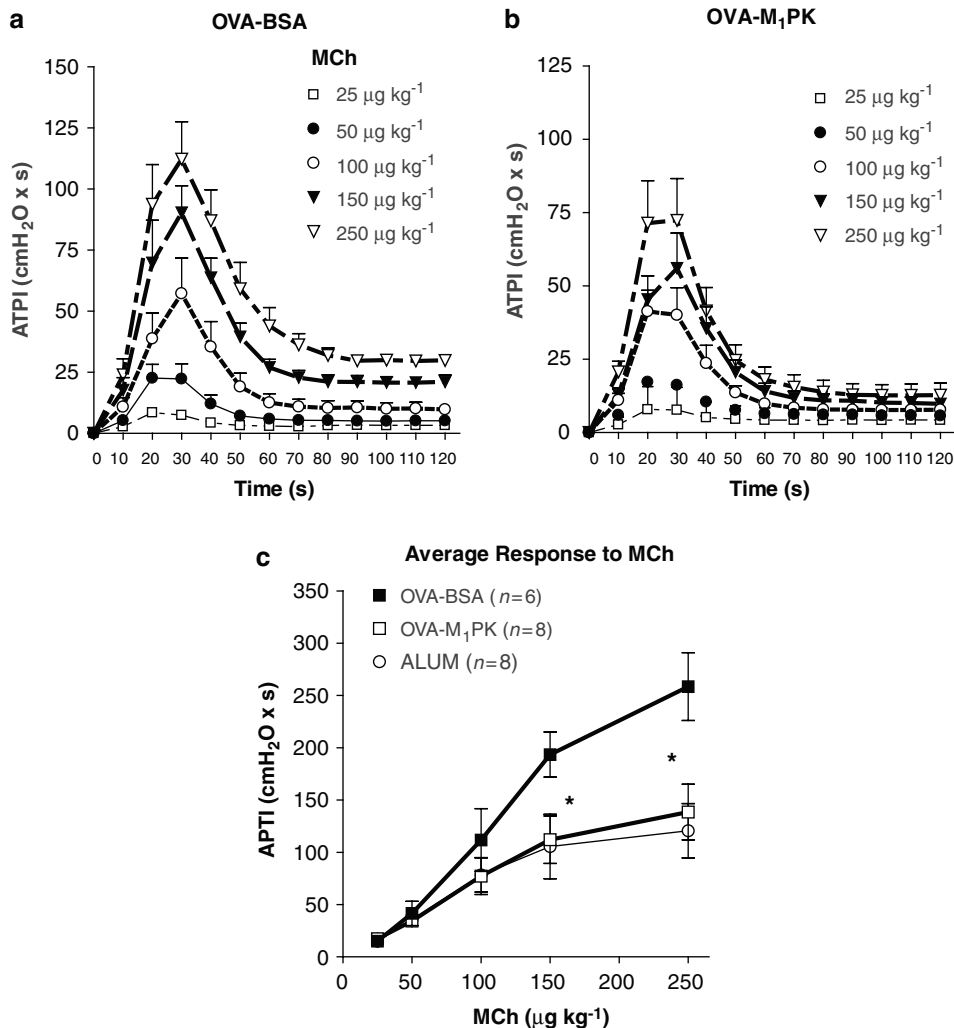 a
OVA-BSA
MCh
25 μg kg⁻¹
50 μg kg⁻¹
100 μg kg⁻¹
150 μg kg⁻¹
250 μg kg⁻¹
150
125
100
75
50
25
0
ATPI (cmH₂O x s)
0 10 20 30 40 50 60 70 80 90 100 110 120
Time (s)
b
OVA-M₁PK
25 μg kg⁻¹
50 μg kg⁻¹
100 μg kg⁻¹
150 μg kg⁻¹
250 μg kg⁻¹
125
100
75
50
25
0
ATPI (cmH₂O x s)
0 10 20 30 40 50 60 70 80 90 100 110 120
Time (s)
c
Average Response to MCh
OVA-BSA (n=6)
OVA-M₁PK (n=8)
ALUM (n=8)
350
300
250
200
150
100
50
0
APTI (cmH₂O x s)
*
*
0 50 100 150 200 250
MCh (μg kg⁻¹)